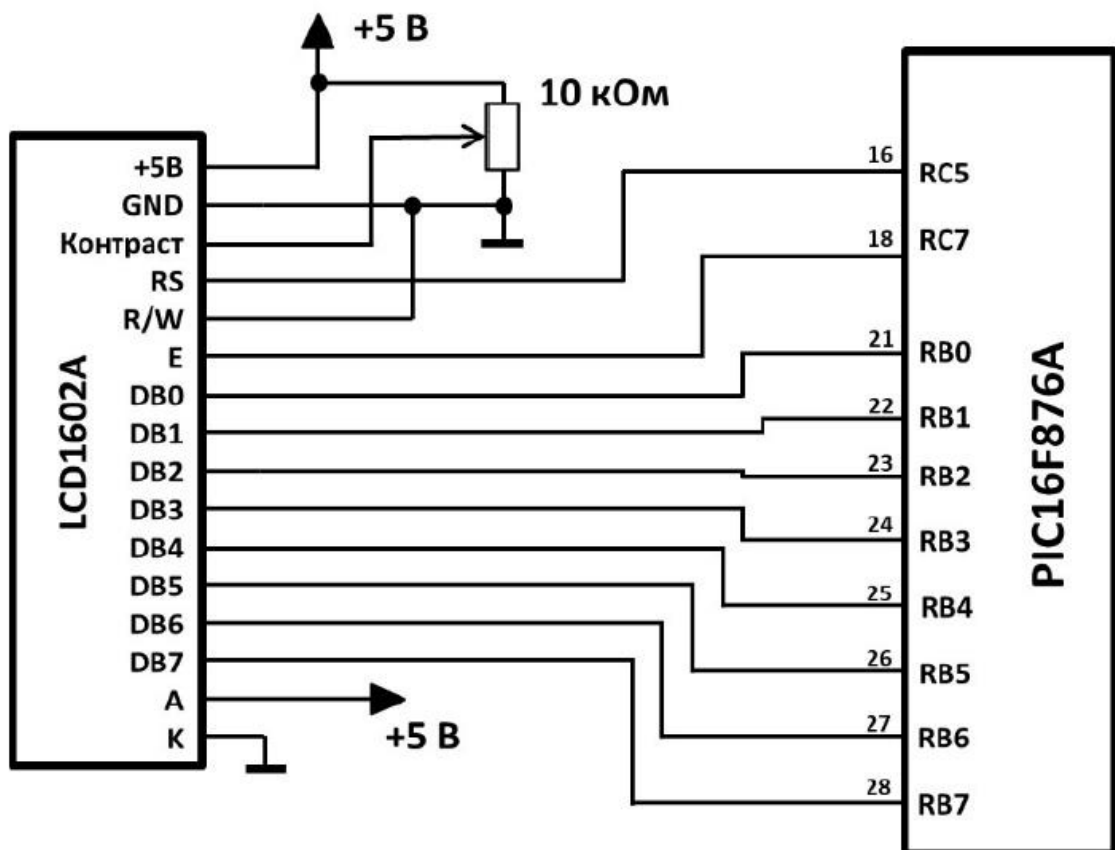 +5 В
10 кОм
+5В
GND
Контраст
RS
R/W
E
DB0
DB1
DB2
DB3
DB4
DB5
DB6
DB7
A
K
LCD1602A
+5 В
16
RC5
18
RC7
21
RB0
22
RB1
23
RB2
24
RB3
25
RB4
26
RB5
27
RB6
28
RB7
PIC16F876A